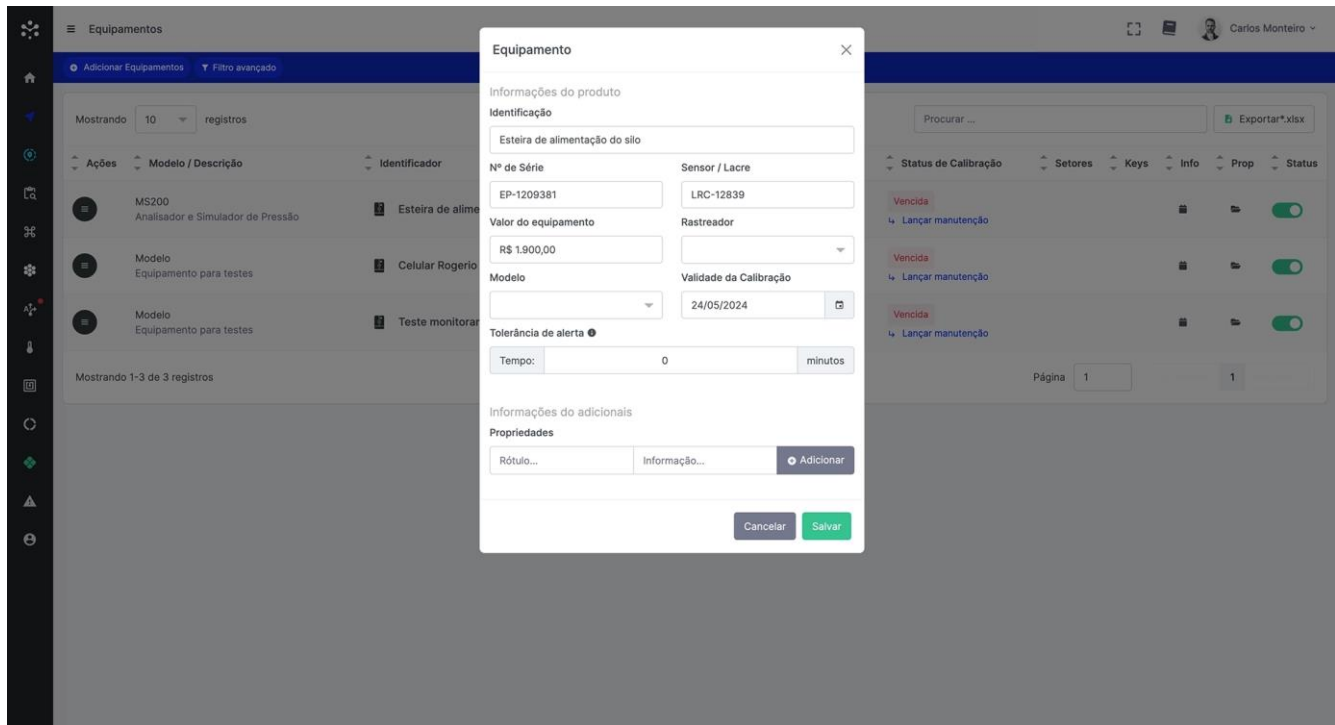 Equipamentos
Carlos Monteiro
Adicionar Equipamentos Filtro avançado
Mostrando 10 registros
Procurar ...
Exportar*.xlsx
Ações Modelo / Descrição Identificador Status de Calibração Setores Keys Info Prop Status
MS200
Analisador e Simulador de Pressão
Esteira de alime
Vencida
Lançar manutenção
Modelo
Equipamento para testes
Celular Rogerio
Vencida
Lançar manutenção
Modelo
Equipamento para testes
Teste monitorar
Vencida
Lançar manutenção
Mostrando 1-3 de 3 registros
Página 1
1
Equipamento
Informações do produto
Identificação
Esteira de alimentação do silo
Nº de Série Sensor / Lacre
EP-1209381 LRC-12839
Valor do equipamento Rastreador
R$ 1.900,00
Modelo Validade da Calibração
24/05/2024
Tolerância de alerta
Tempo: 0 minutos
Informações do adicionais
Propriedades
Rótulo... Informação... Adicionar
Cancelar Salvar